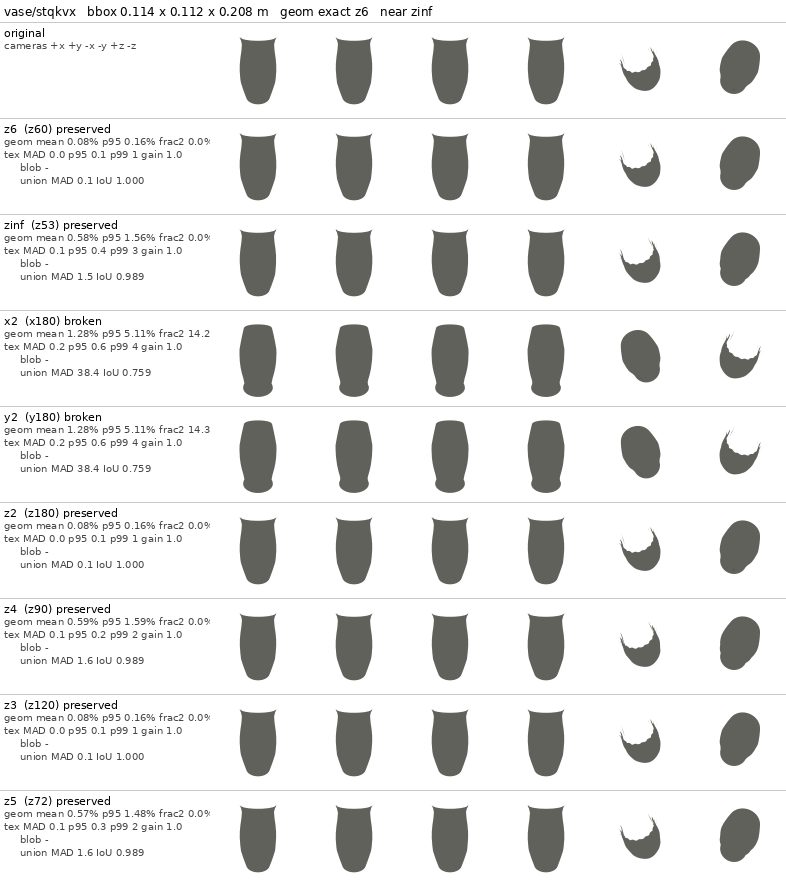 vase/stqkvx bbox 0.114 x 0.112 x 0.208 m geom exact z6 near zinf
original
cameras +x +y -x -y +z -z
z6 (z60) preserved
geom mean 0.08% p95 0.16% frac2 0.0%
tex MAD 0.0 p95 0.1 p99 1 gain 1.0
blob -
union MAD 0.1 IoU 1.000
zinf (z53) preserved
geom mean 0.58% p95 1.56% frac2 0.0%
tex MAD 0.1 p95 0.4 p99 3 gain 1.0
blob -
union MAD 1.5 IoU 0.989
x2 (x180) broken
geom mean 1.28% p95 5.11% frac2 14.2
tex MAD 0.2 p95 0.6 p99 4 gain 1.0
blob -
union MAD 38.4 IoU 0.759
y2 (y180) broken
geom mean 1.28% p95 5.11% frac2 14.3
tex MAD 0.2 p95 0.6 p99 4 gain 1.0
blob -
union MAD 38.4 IoU 0.759
z2 (z180) preserved
geom mean 0.08% p95 0.16% frac2 0.0%
tex MAD 0.0 p95 0.1 p99 1 gain 1.0
blob -
union MAD 0.1 IoU 1.000
z4 (z90) preserved
geom mean 0.59% p95 1.59% frac2 0.0%
tex MAD 0.1 p95 0.2 p99 2 gain 1.0
blob -
union MAD 1.6 IoU 0.989
z3 (z120) preserved
geom mean 0.08% p95 0.16% frac2 0.0%
tex MAD 0.0 p95 0.1 p99 1 gain 1.0
blob -
union MAD 0.1 IoU 1.000
z5 (z72) preserved
geom mean 0.57% p95 1.48% frac2 0.0%
tex MAD 0.1 p95 0.3 p99 2 gain 1.0
blob -
union MAD 1.6 IoU 0.989